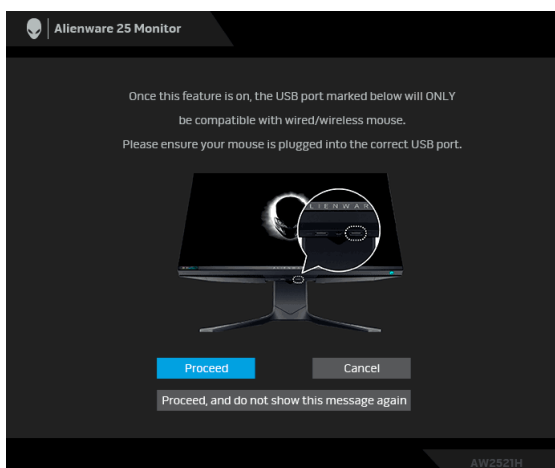 Alienware 25 Monitor
Once this feature is on, the USB port marked below will ONLY
be compatible with wired/wireless mouse.
Please ensure your mouse is plugged into the correct USB port.
ALIENWAR
Proceed
Cancel
Proceed, and do not show this message again
AW2521H